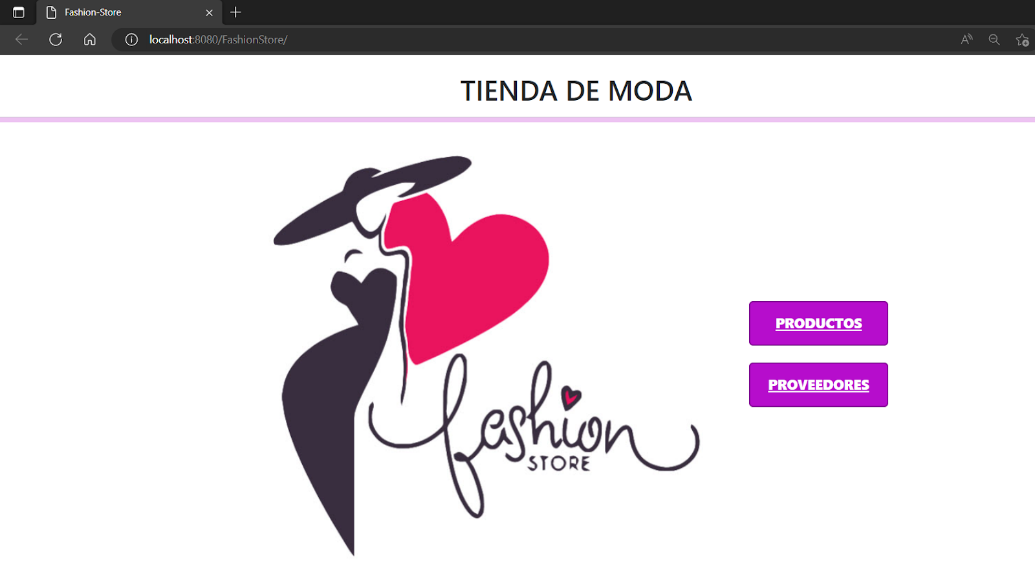 Fashion-Store
localhost:8080/FashionStore/
TIENDA DE MODA
PRODUCTOS
PROVEEDORES
fashion
STORE